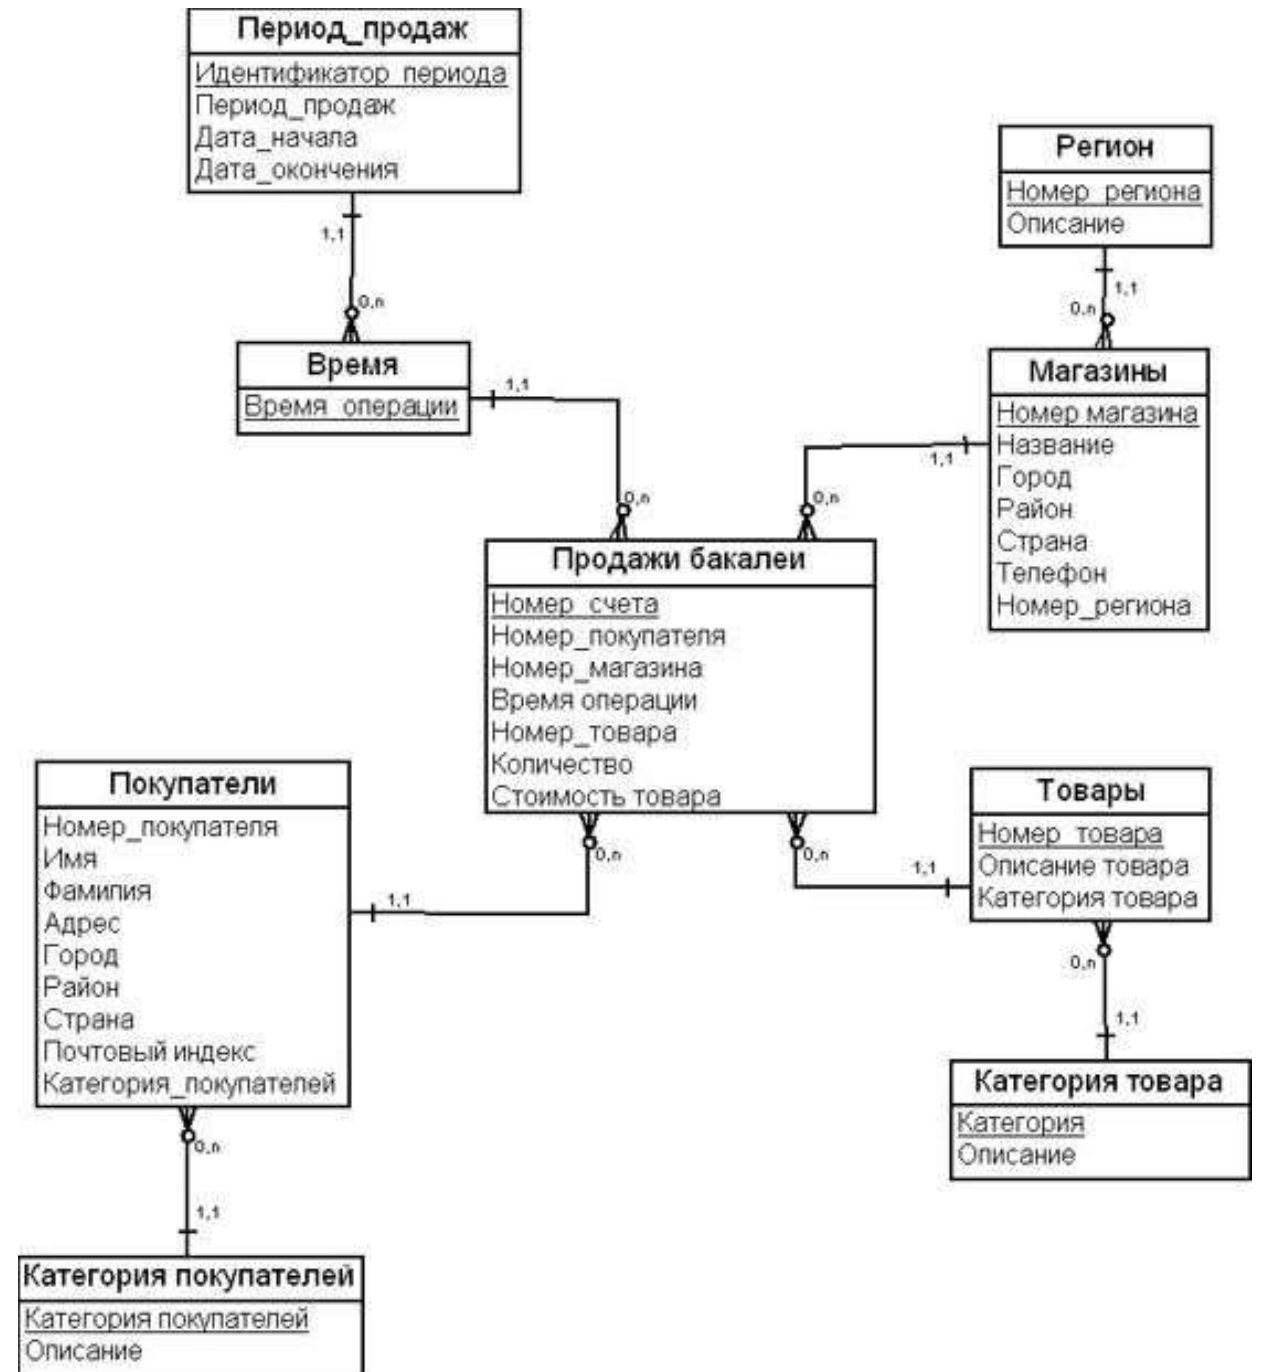 Период_продаж
Идентификатор_периода
Период_продаж
Дата_начала
Дата_окончения
1,1
0,n
Время
Время_операции
1,1
0,n
Регион
Номер_региона
Описание
1,1
0,n
Магазины
Номер магазина
Название
Город
Район
Страна
Телефон
Номер_региона
1,1
0,n
Продажи бакалеи
Номер_счета
Номер_покупателя
Номер_магазина
Время операции
Номер_товара
Количество
Стоимость товара
0,n
0,n
Покупатели
Номер_покупателя
Имя
Фамилия
Адрес
Город
Район
Страна
Почтовый индекс
Категория_покупателей
1,1
0,n
1,1
Категория покупателей
Категория покупателей
Описание
Товары
Номер_товара
Описание товара
Категория товара
1,1
0,n
1,1
Категория товара
Категория
Описание